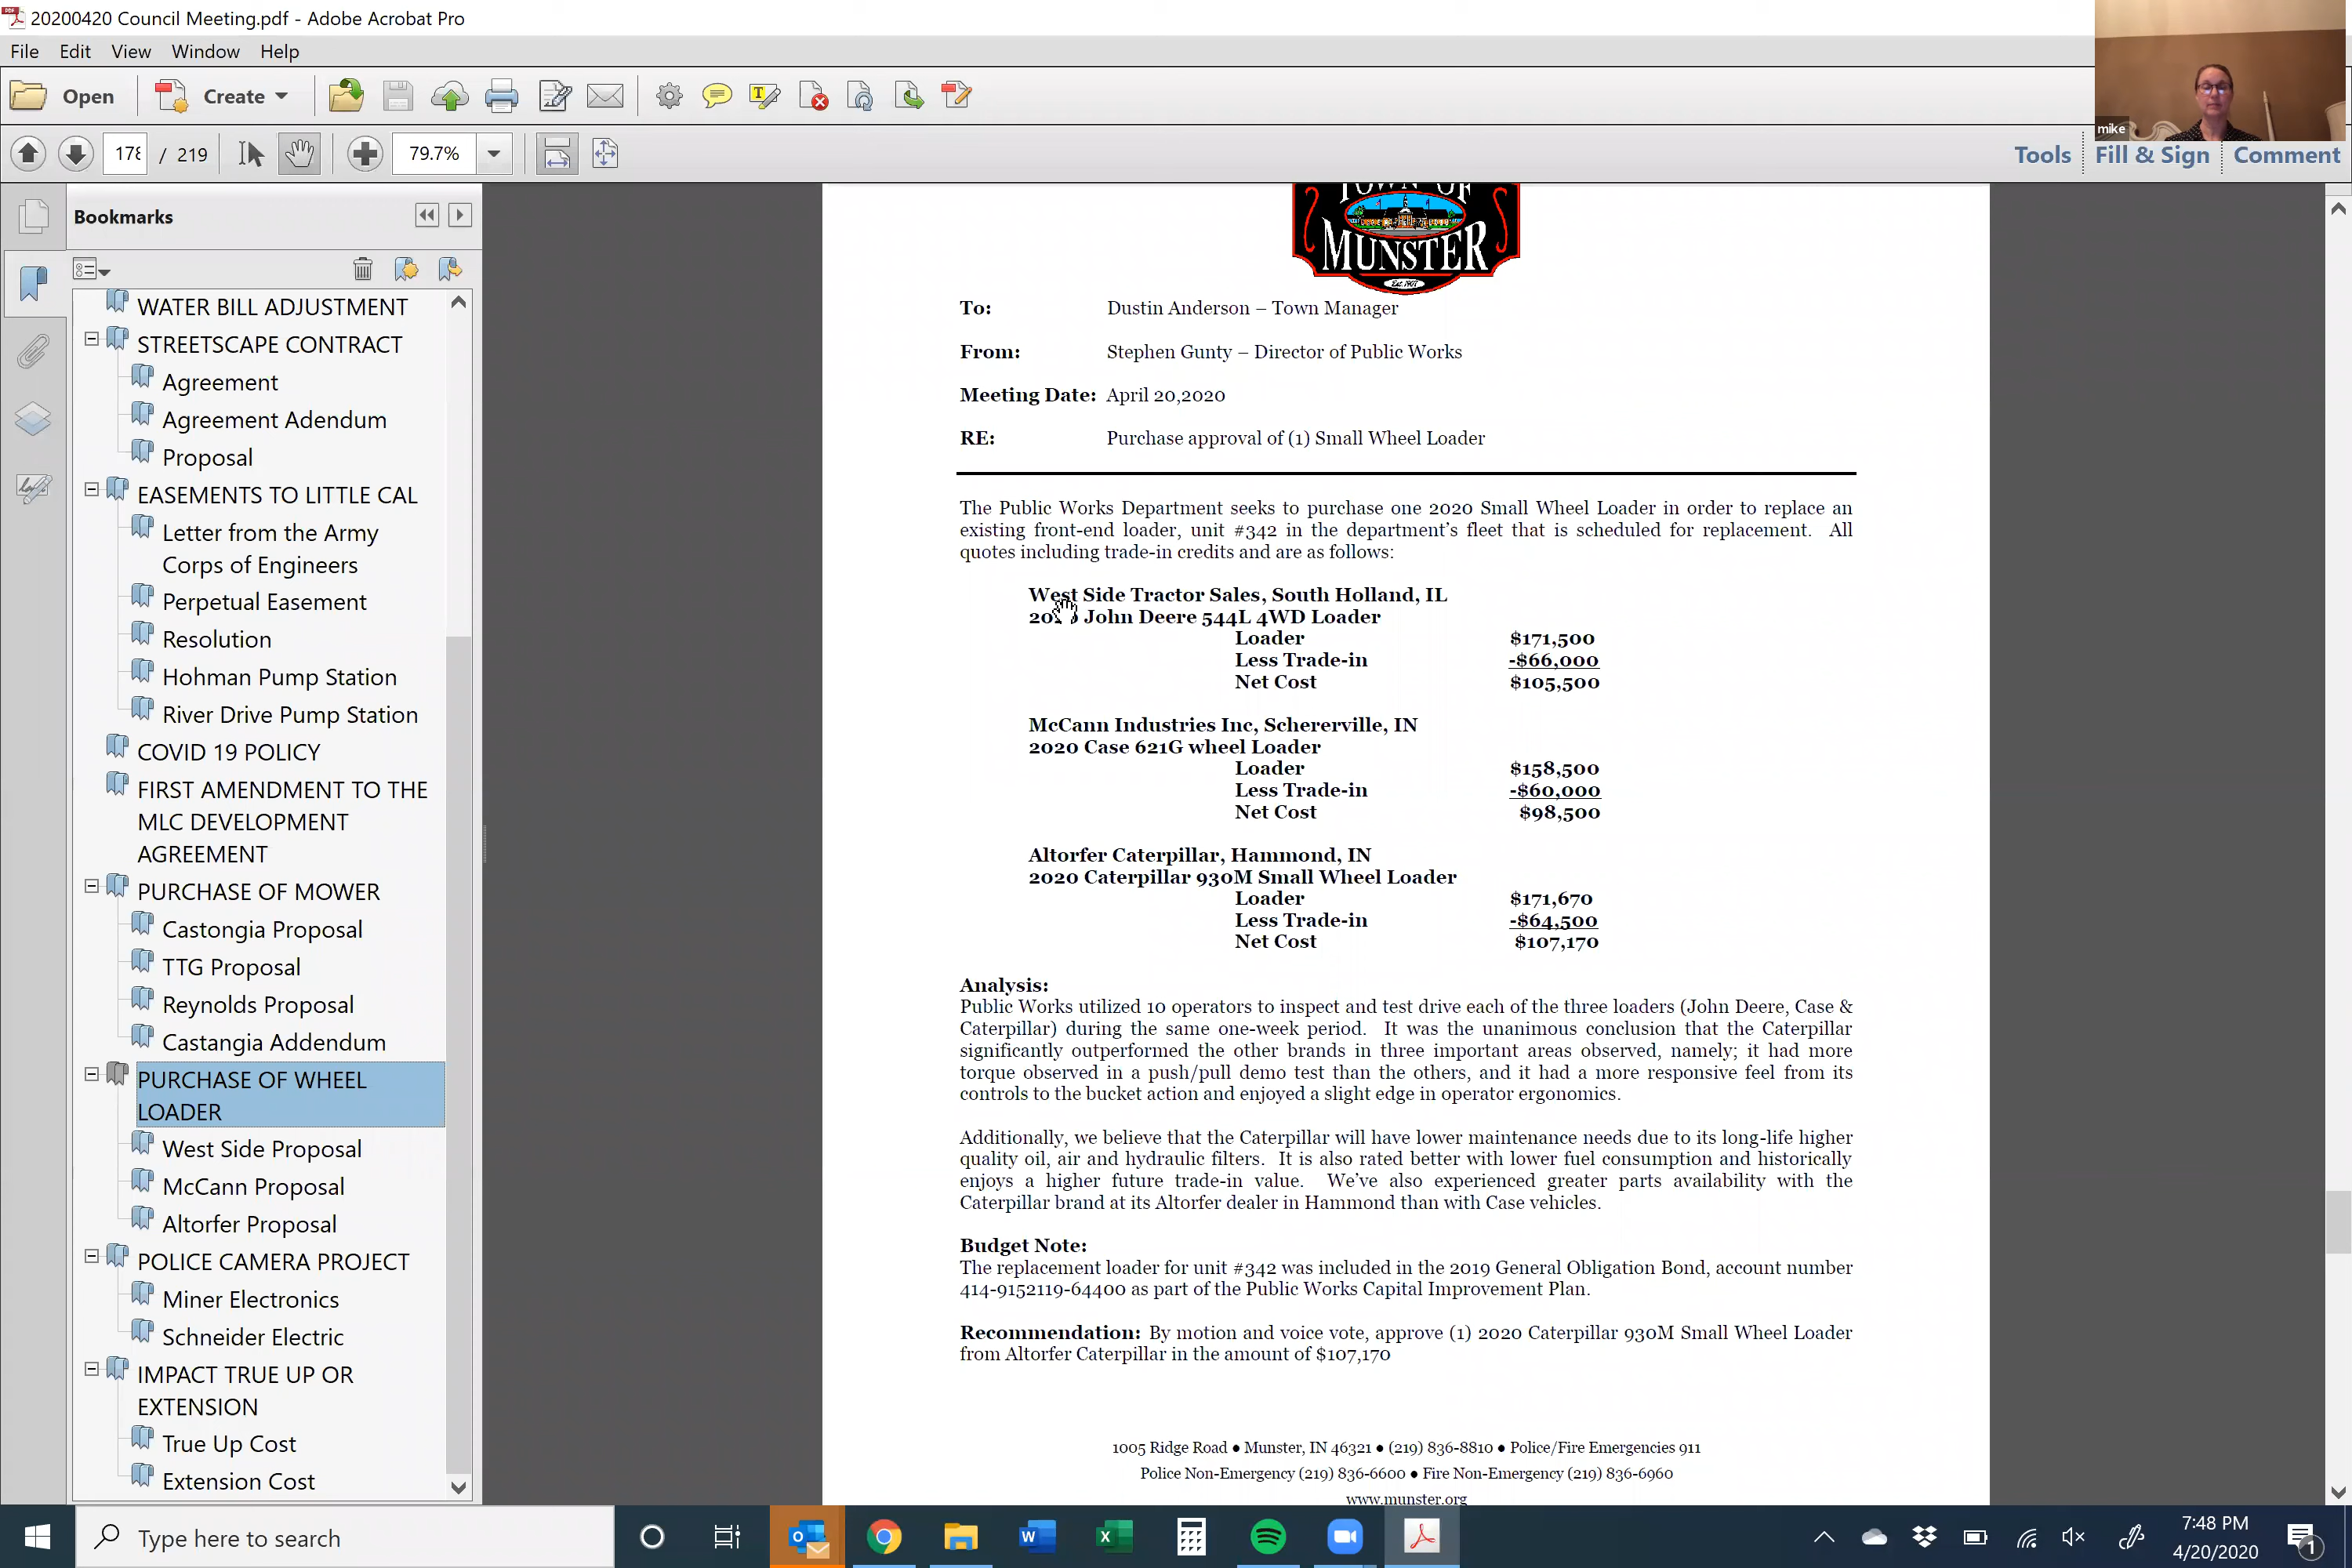 20200420 Council Meeting.pdf - Adobe Acrobat Pro
File Edit View Window Help
Open Create
/ 219 79.7%
mike
Tools Fill & Sign Comment
Bookmarks
WATER BILL ADJUSTMENT
STREETSCAPE CONTRACT
Agreement
Agreement Adendum
Proposal
EASEMENTS TO LITTLE CAL
Letter from the Army
Corps of Engineers
Perpetual Easement
Resolution
Hohman Pump Station
River Drive Pump Station
COVID 19 POLICY
FIRST AMENDMENT TO THE
MLC DEVELOPMENT
AGREEMENT
PURCHASE OF MOWER
Castongia Proposal
TTG Proposal
Reynolds Proposal
Castangia Addendum
PURCHASE OF WHEEL
LOADER
West Side Proposal
McCann Proposal
Altorfer Proposal
POLICE CAMERA PROJECT
Miner Electronics
Schneider Electric
IMPACT TRUE UP OR
EXTENSION
True Up Cost
Extension Cost
TOWN OF
MUNSTER
Est. 1907
To: Dustin Anderson – Town Manager
From: Stephen Gunty – Director of Public Works
Meeting Date: April 20,2020
RE: Purchase approval of (1) Small Wheel Loader
The Public Works Department seeks to purchase one 2020 Small Wheel Loader in order to replace an
existing front-end loader, unit #342 in the department's fleet that is scheduled for replacement. All
quotes including trade-in credits and are as follows:
West Side Tractor Sales, South Holland, IL
John Deere 544L 4WD Loader
Loader $171,500
Less Trade-in -$66,000
Net Cost $105,500
McCann Industries Inc, Schererville, IN
2020 Case 621G wheel Loader
Loader $158,500
Less Trade-in -$60,000
Net Cost $98,500
Altorfer Caterpillar, Hammond, IN
2020 Caterpillar 930M Small Wheel Loader
Loader $171,670
Less Trade-in -$64,500
Net Cost $107,170
Analysis:
Public Works utilized 10 operators to inspect and test drive each of the three loaders (John Deere, Case &
Caterpillar) during the same one-week period. It was the unanimous conclusion that the Caterpillar
significantly outperformed the other brands in three important areas observed, namely; it had more
torque observed in a push/pull demo test than the others, and it had a more responsive feel from its
controls to the bucket action and enjoyed a slight edge in operator ergonomics.
Additionally, we believe that the Caterpillar will have lower maintenance needs due to its long-life higher
quality oil, air and hydraulic filters. It is also rated better with lower fuel consumption and historically
enjoys a higher future trade-in value. We've also experienced greater parts availability with the
Caterpillar brand at its Altorfer dealer in Hammond than with Case vehicles.
Budget Note:
The replacement loader for unit #342 was included in the 2019 General Obligation Bond, account number
414-9152119-64400 as part of the Public Works Capital Improvement Plan.
Recommendation: By motion and voice vote, approve (1) 2020 Caterpillar 930M Small Wheel Loader
from Altorfer Caterpillar in the amount of $107,170
1005 Ridge Road ● Munster, IN 46321 ● (219) 836-8810 ● Police/Fire Emergencies 911
Police Non-Emergency (219) 836-6600 ● Fire Non-Emergency (219) 836-6960
www.munster.org
Type here to search
7:48 PM
4/20/2020
1